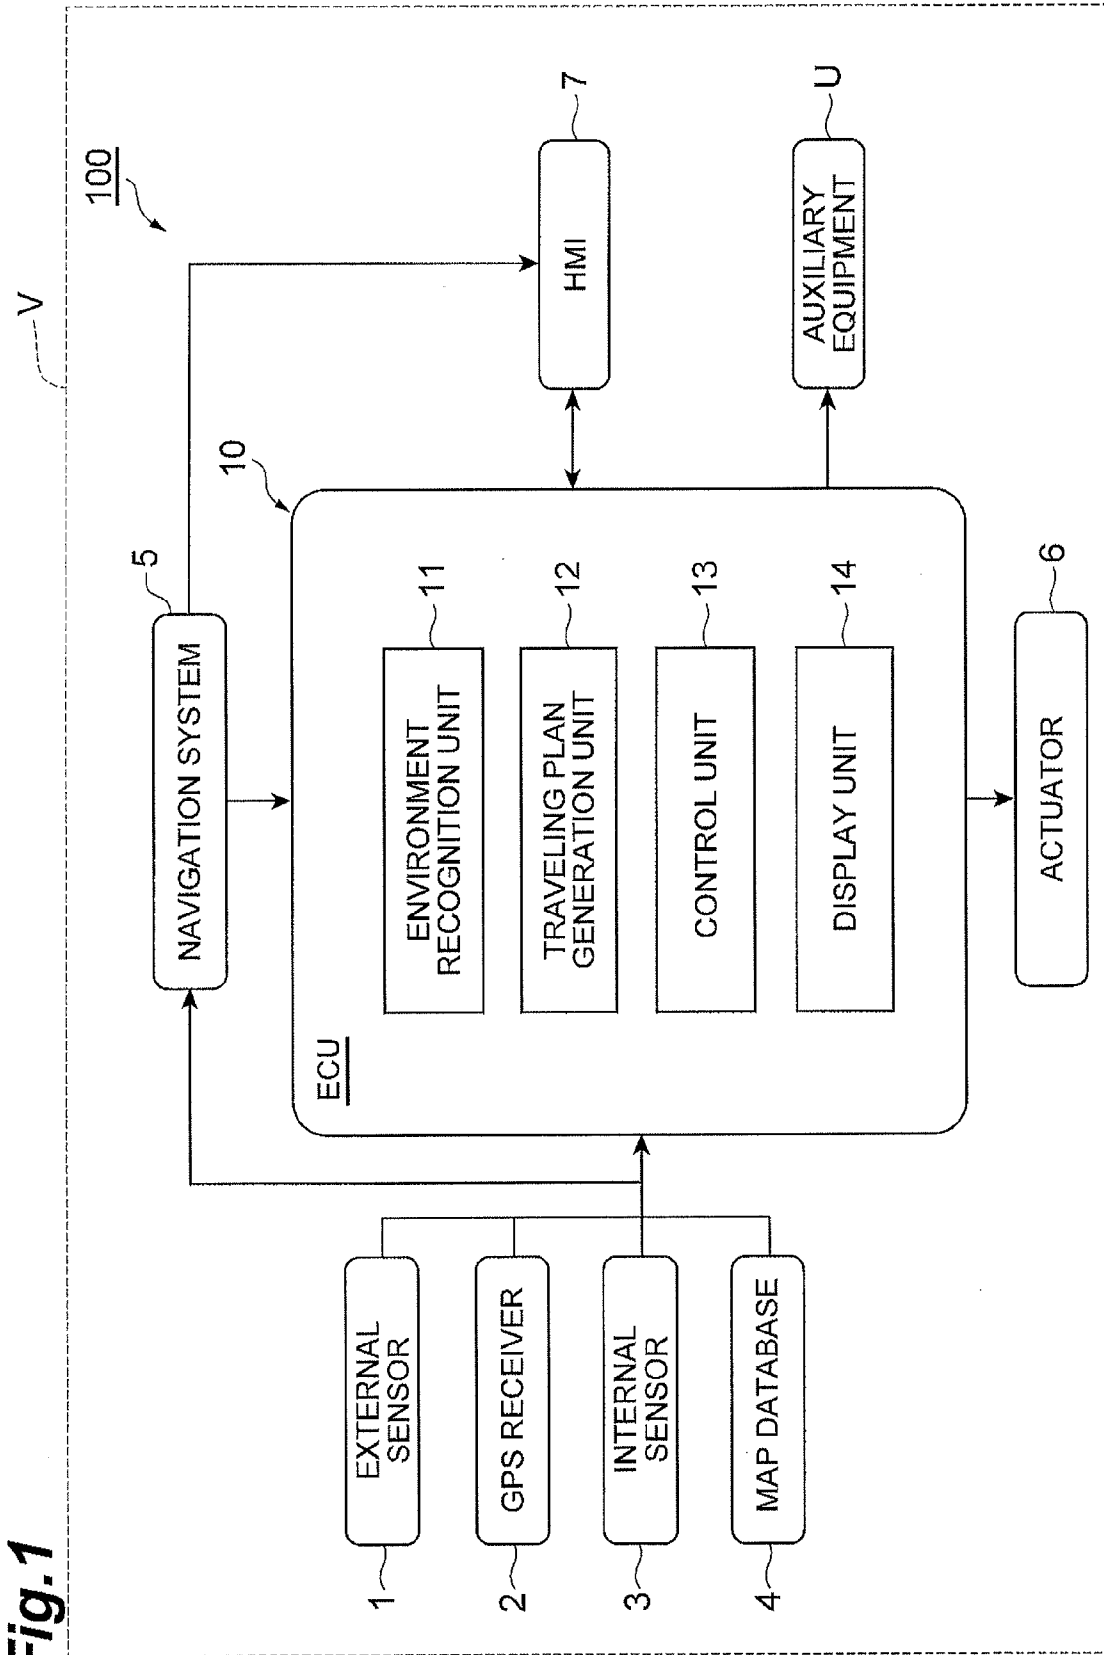 Fig.1
V
100
NAVIGATION SYSTEM
5
10
ECU
ENVIRONMENT
RECOGNITION UNIT
11
TRAVELING PLAN
GENERATION UNIT
12
CONTROL UNIT
13
DISPLAY UNIT
14
1
EXTERNAL
SENSOR
2
GPS RECEIVER
3
INTERNAL
SENSOR
4
MAP DATABASE
HMI
7
AUXILIARY
EQUIPMENT
U
ACTUATOR
6